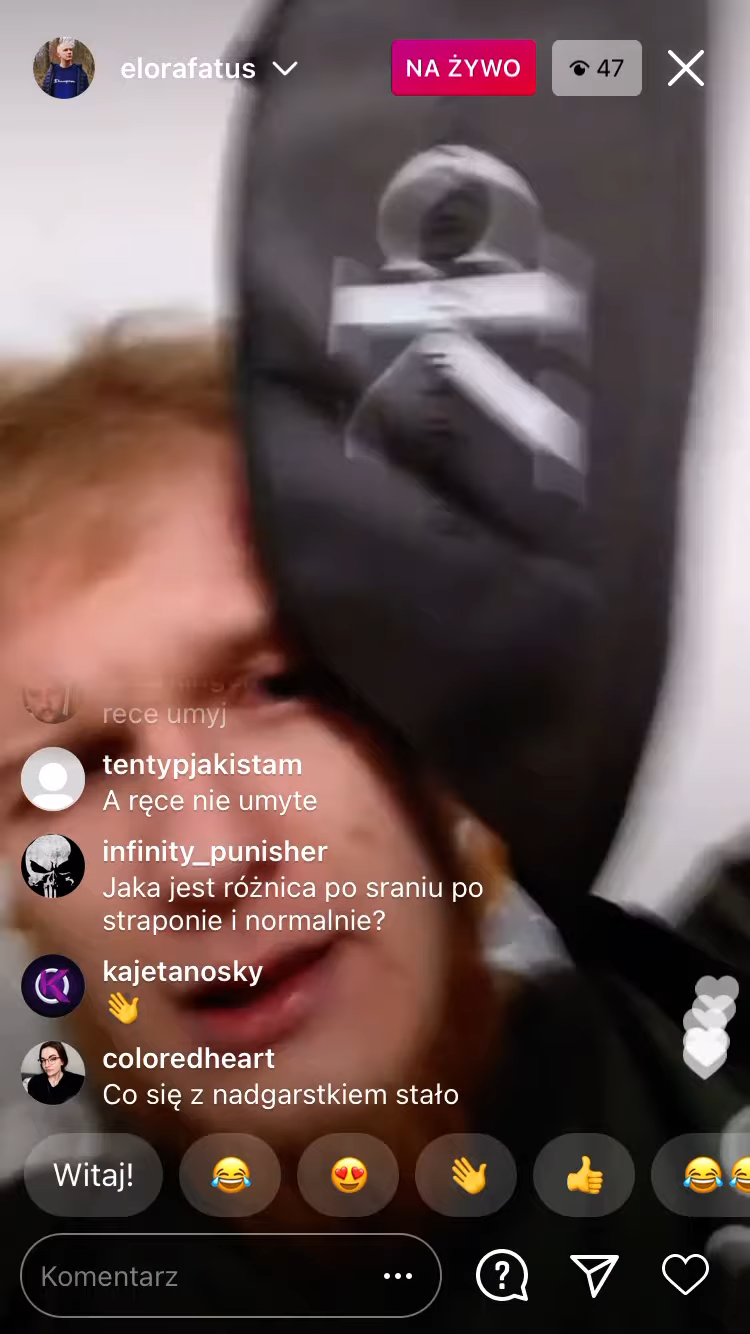 elorafatus
NA ŻYWO
47
rece umyj
tentypjakistam
A ręce nie umyte
infinity_punisher
Jaka jest różnica po sraniu po
straponie i normalnie?
kajetanosky
👋
coloredheart
Co się z nadgarstkiem stało
Witaj! 😂 😍 👋 👍 😂
Komentarz